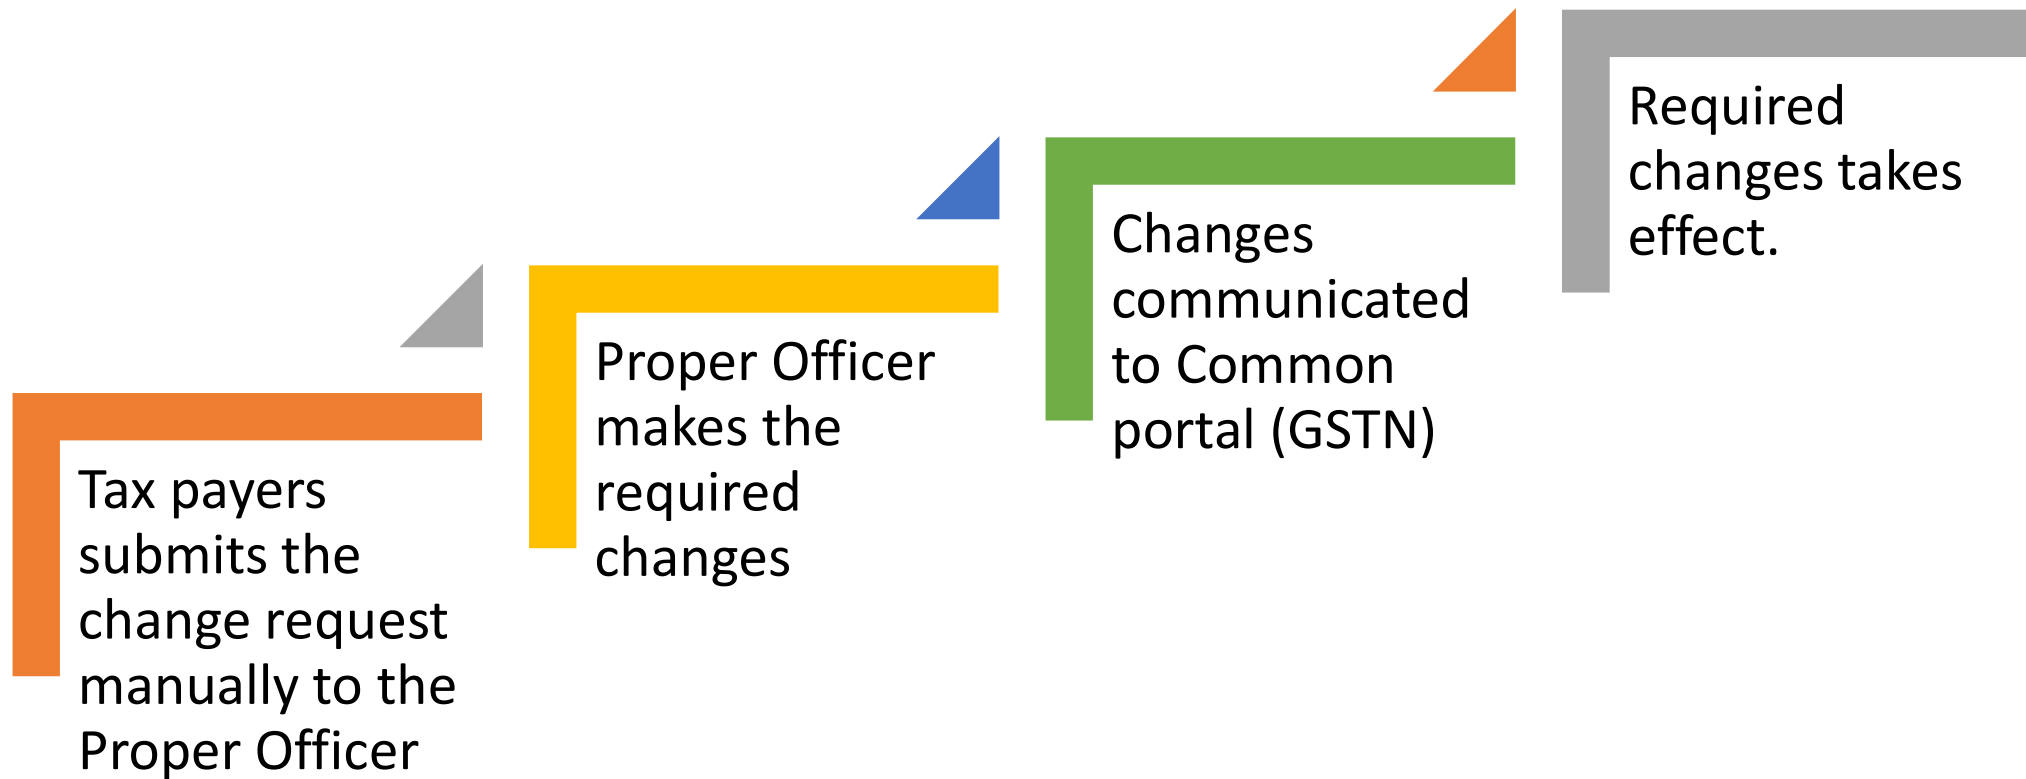 Tax payers
submits the
change request
manually to the
Proper Officer
Proper Officer
makes the
required
changes
Changes
communicated
to Common
portal (GSTN)
Required
changes takes
effect.